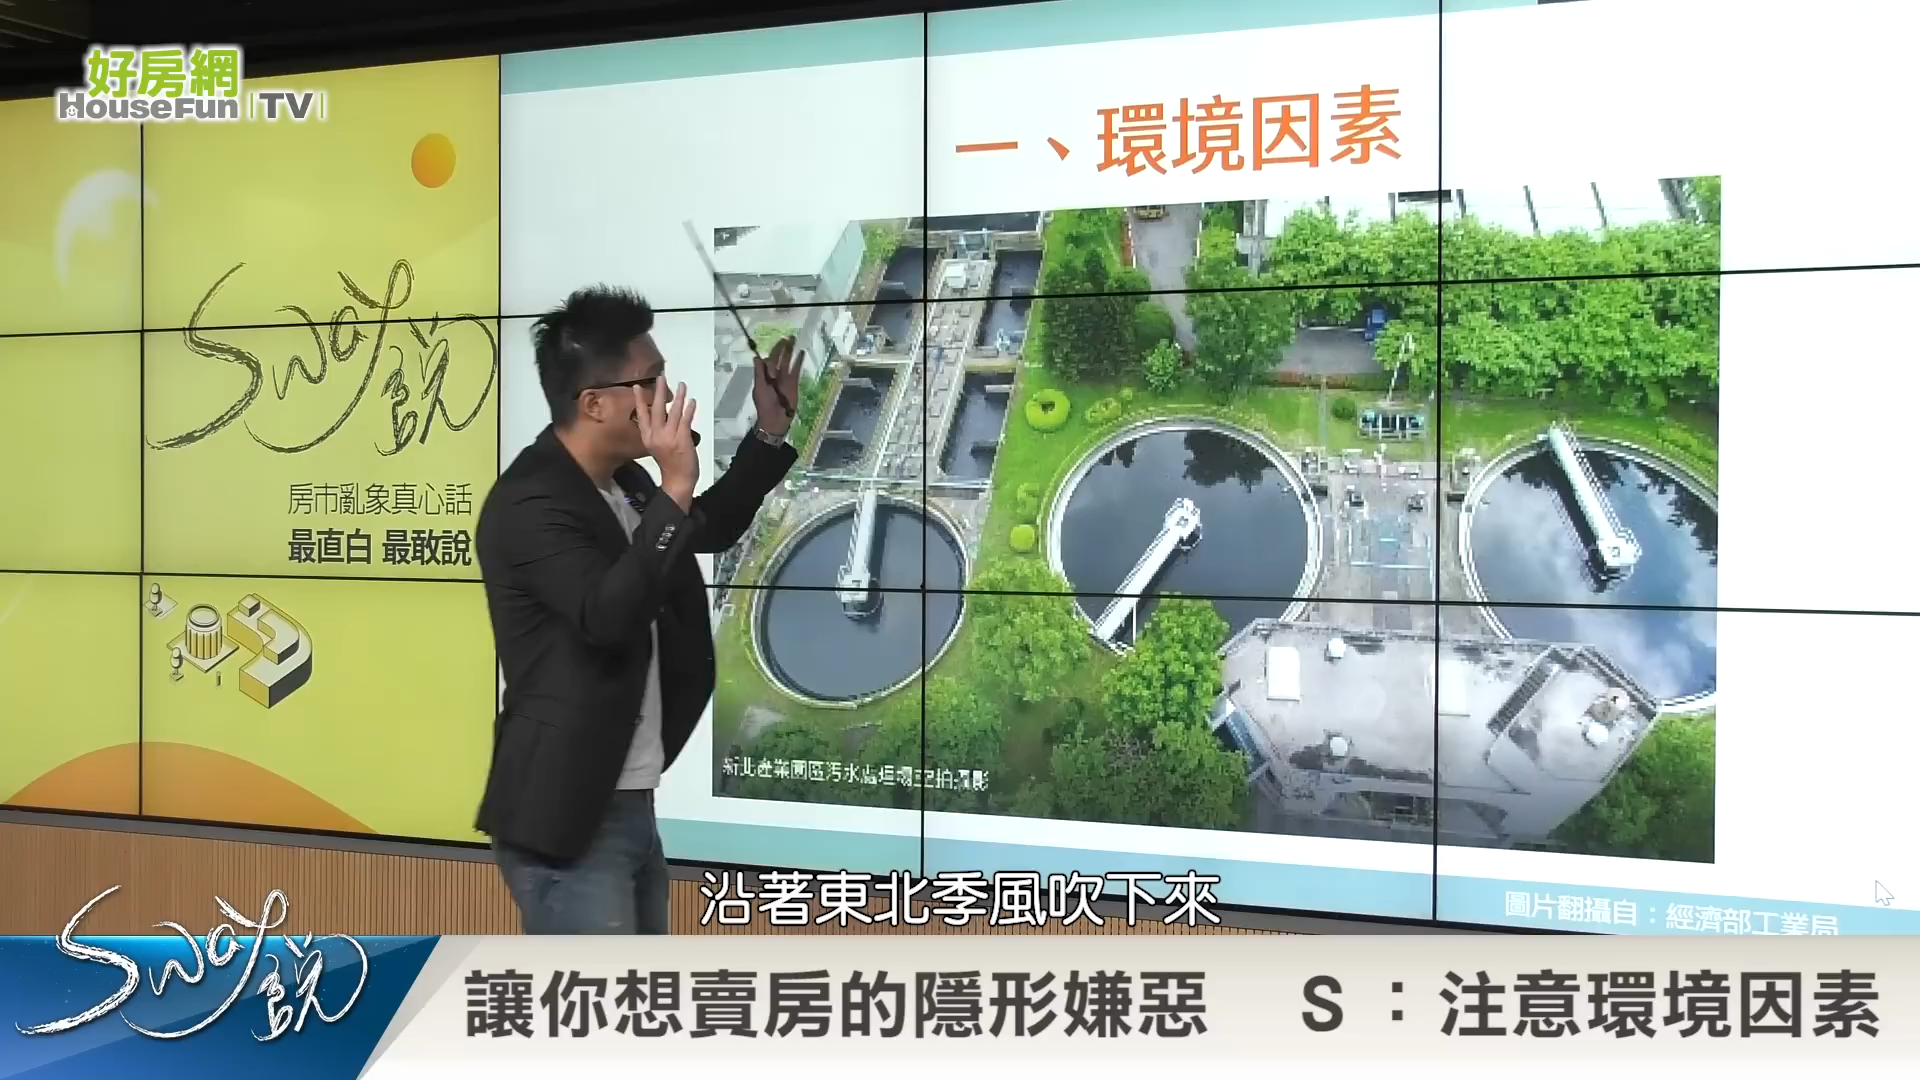 好房網
HouseFun TV
一、環境因素
Sway說
房市亂象真心話
最直白 最敢說
新北產業園區污水處理場空拍攝影
圖片翻攝自：經濟部工業局
沿著東北季風吹下來
Sway說
讓你想賣房的隱形嫌惡 S：注意環境因素